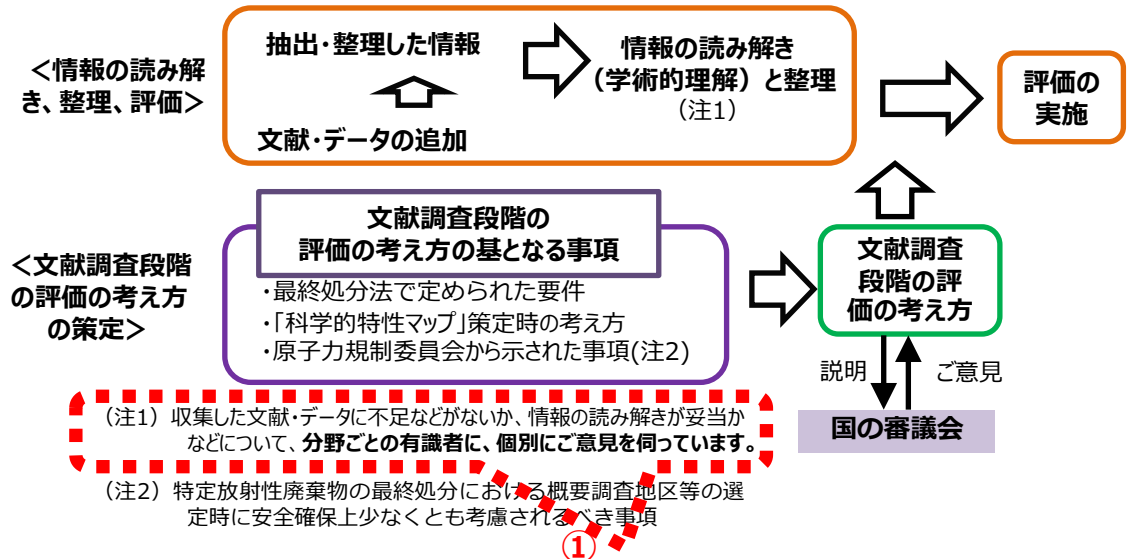 抽出・整理した情報
情報の読み解き
（学術的理解）と整理
（注1）
＜情報の読み解
き、整理、評価＞
文献・データの追加
評価の
実施
文献調査段階の
評価の考え方の基となる事項
・最終処分法で定められた要件
・「科学的特性マップ」策定時の考え方
・原子力規制委員会から示された事項(注2)
＜文献調査段階
の評価の考え方
の策定＞
文献調査
段階の評
価の考え方
説明
ご意見
国の審議会
（注1）収集した文献・データに不足などがないか、情報の読み解きが妥当か
などについて、分野ごとの有識者に、個別にご意見を伺っています。
（注2）特定放射性廃棄物の最終処分における概要調査地区等の選
定時に安全確保上少なくとも考慮されるべき事項
①